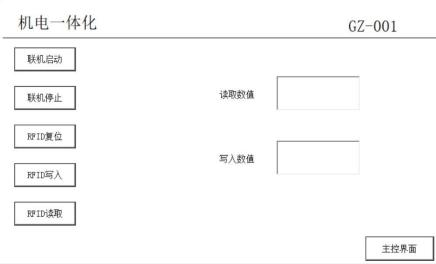 机电一体化
GZ-001
联机启动
联机停止
RFID复位
RFID写入
RFID读取
读取数值
写入数值
主控界面